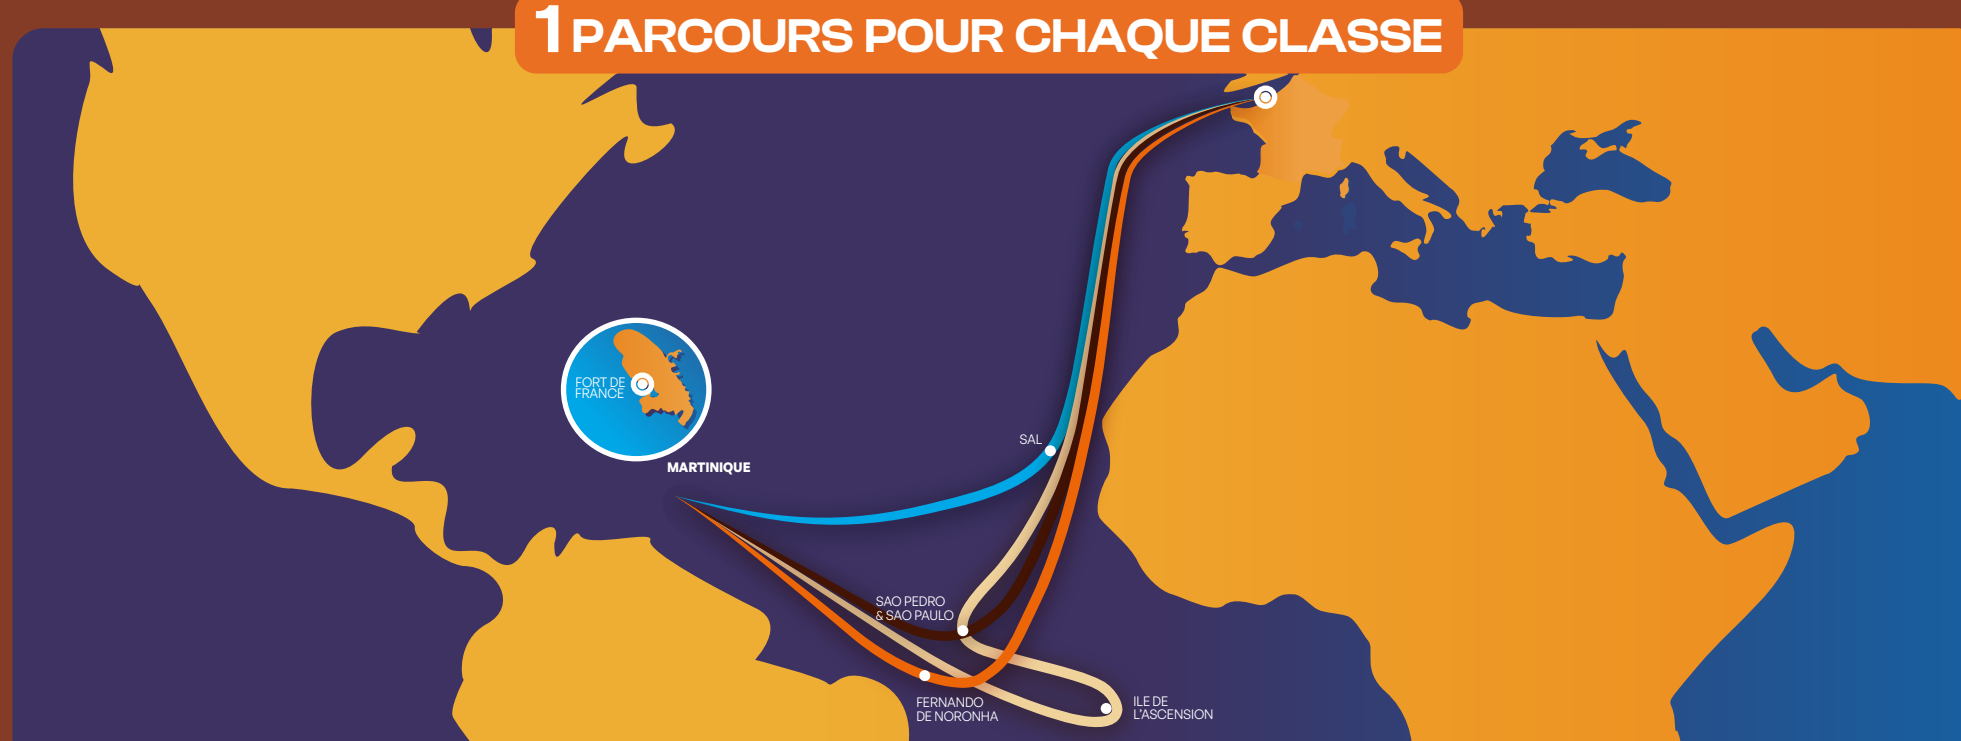 1 PARCOURS POUR CHAQUE CLASSE
FORT DE
FRANCE
MARTINIQUE
SAL
SAO PEDRO
& SAO PAULO
FERNANDO
DE NORONHA
ILE DE
L'ASCENSION